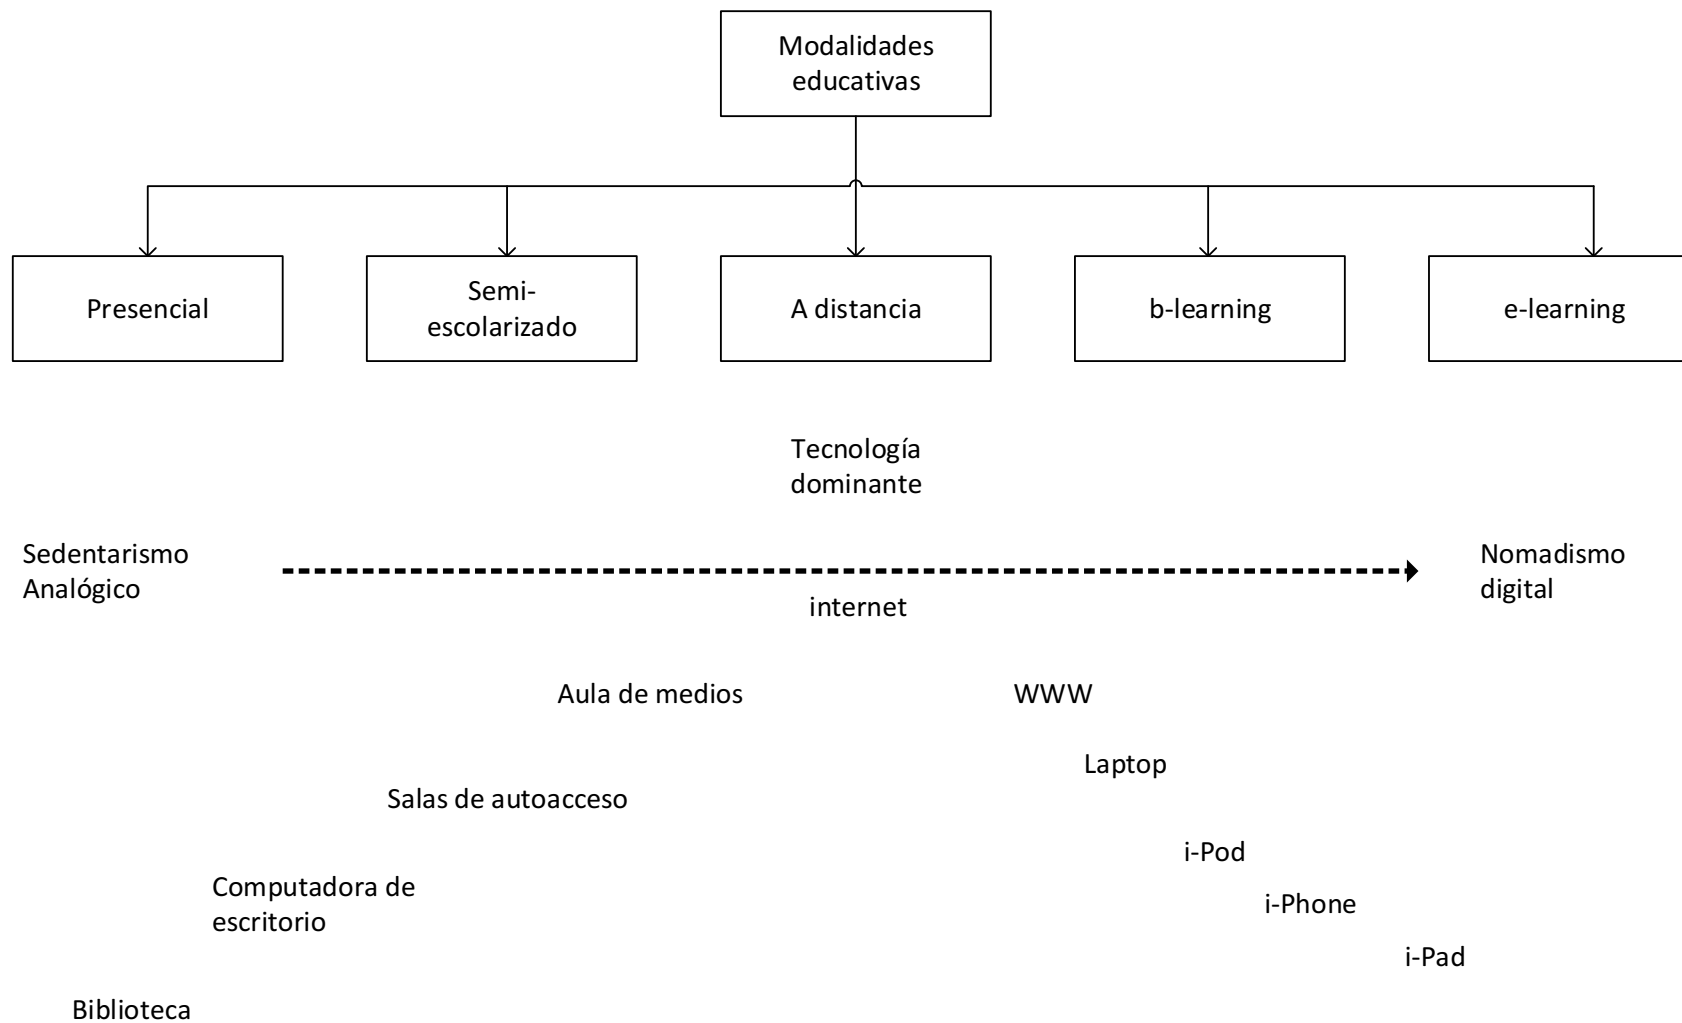 Modalidades
educativas
Presencial
Semi-
escolarizado
A distancia
b-learning
e-learning
Tecnología
dominante
Sedentarismo
Analógico
Nomadismo
digital
internet
Aula de medios
WWW
Laptop
Salas de autoacceso
i-Pod
Computadora de
escritorio
i-Phone
i-Pad
Biblioteca